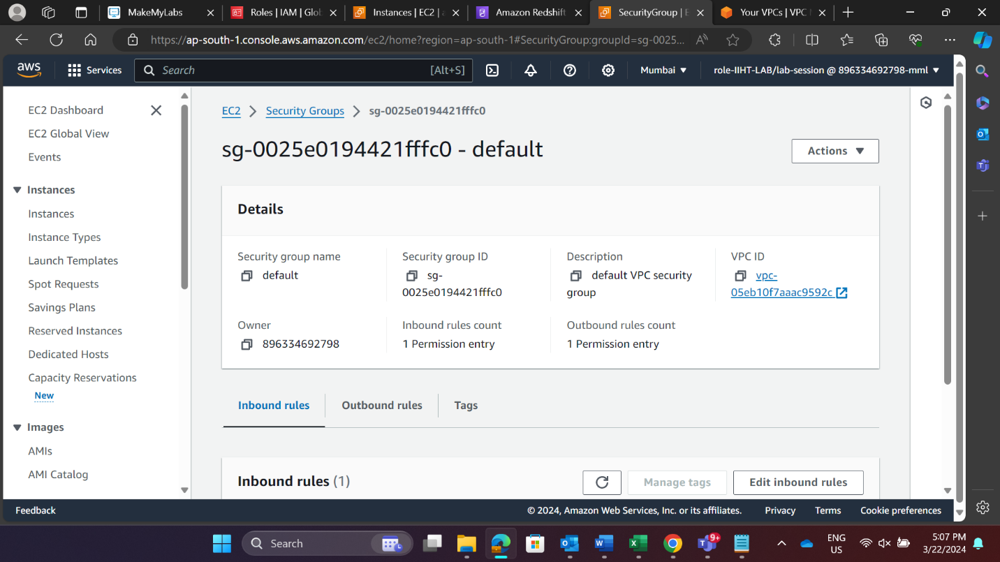 MakeMyLabs
Roles | IAM | Glol
Instances | EC2 | a
Amazon Redshift
SecurityGroup | E
Your VPCs | VPC
https://ap-south-1.console.aws.amazon.com/ec2/home?region=ap-south-1#SecurityGroup:groupId=sg-0025...
aws
Services
Search
[Alt+S]
Mumbai
role-IIHT-LAB/lab-session @ 896334692798-mml
EC2 Dashboard
EC2 Global View
Events
Instances
Instances
Instance Types
Launch Templates
Spot Requests
Savings Plans
Reserved Instances
Dedicated Hosts
Capacity Reservations
New
Images
AMIs
AMI Catalog
EC2
Security Groups
sg-0025e0194421fffc0
sg-0025e0194421fffc0 - default
Actions
Details
Security group name
default
Security group ID
sg-
0025e0194421fffc0
Description
default VPC security
group
VPC ID
vpc-
05eb10f7aaac9592c
Owner
896334692798
Inbound rules count
1 Permission entry
Outbound rules count
1 Permission entry
Inbound rules
Outbound rules
Tags
Inbound rules (1)
Manage tags
Edit inbound rules
Feedback
© 2024, Amazon Web Services, Inc. or its affiliates.
Privacy
Terms
Cookie preferences
Search
9+
ENG
US
5:07 PM
3/22/2024